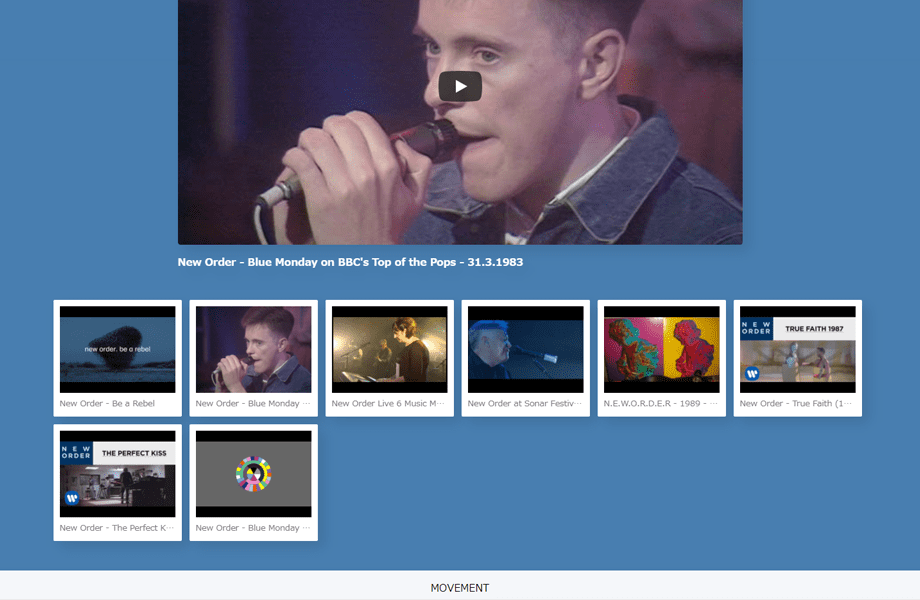 New Order - Blue Monday on BBC's Top of the Pops - 31.3.1983
new order. be a rebel
New Order - Be a Rebel
New Order - Blue Monday ...
New Order Live 6 Music M...
New Order at Sonar Festiv...
N.E.W.O.R.D.E.R - 1989 - ...
NEW
ORDER
TRUE FAITH 1987
New Order - True Faith (1...
NEW
ORDER
THE PERFECT KISS
New Order - The Perfect K...
New Order - Blue Monday ...
MOVEMENT